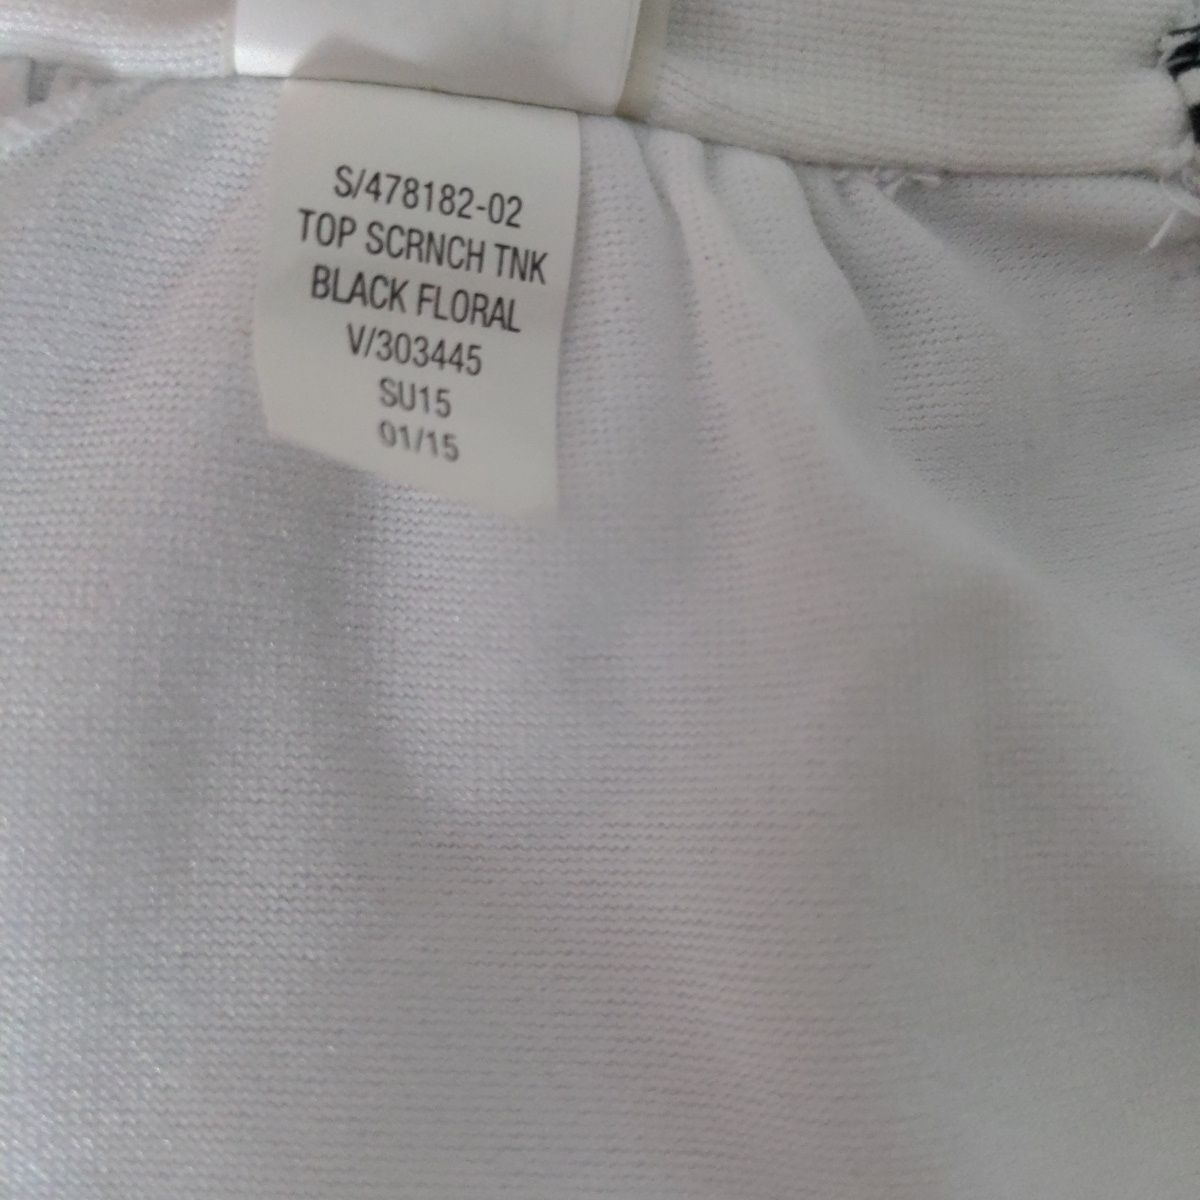 S/478182-02
TOP SCRNCH TNK
BLACK FLORAL
V/303445
SU15
01/15